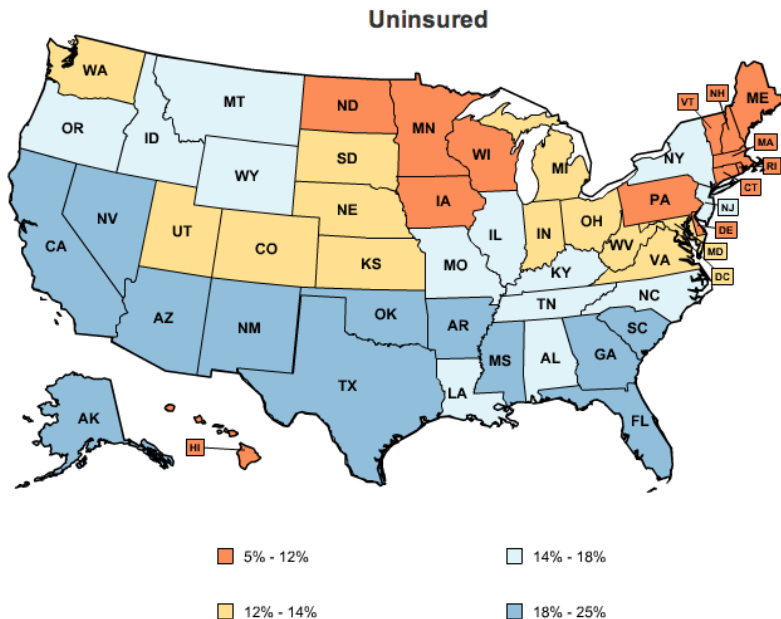 Uninsured
WA
MT
ND
MN
VT
NH
ME
OR
ID
SD
WI
MI
NY
MA
RI
CT
WY
IA
PA
NJ
NE
NV
UT
CO
IL
IN
OH
DE
MD
DC
CA
KS
MO
WV
VA
KY
AZ
NM
OK
AR
TN
NC
MS
AL
GA
SC
TX
LA
FL
AK
HI
5% - 12%
14% - 18%
12% - 14%
18% - 25%